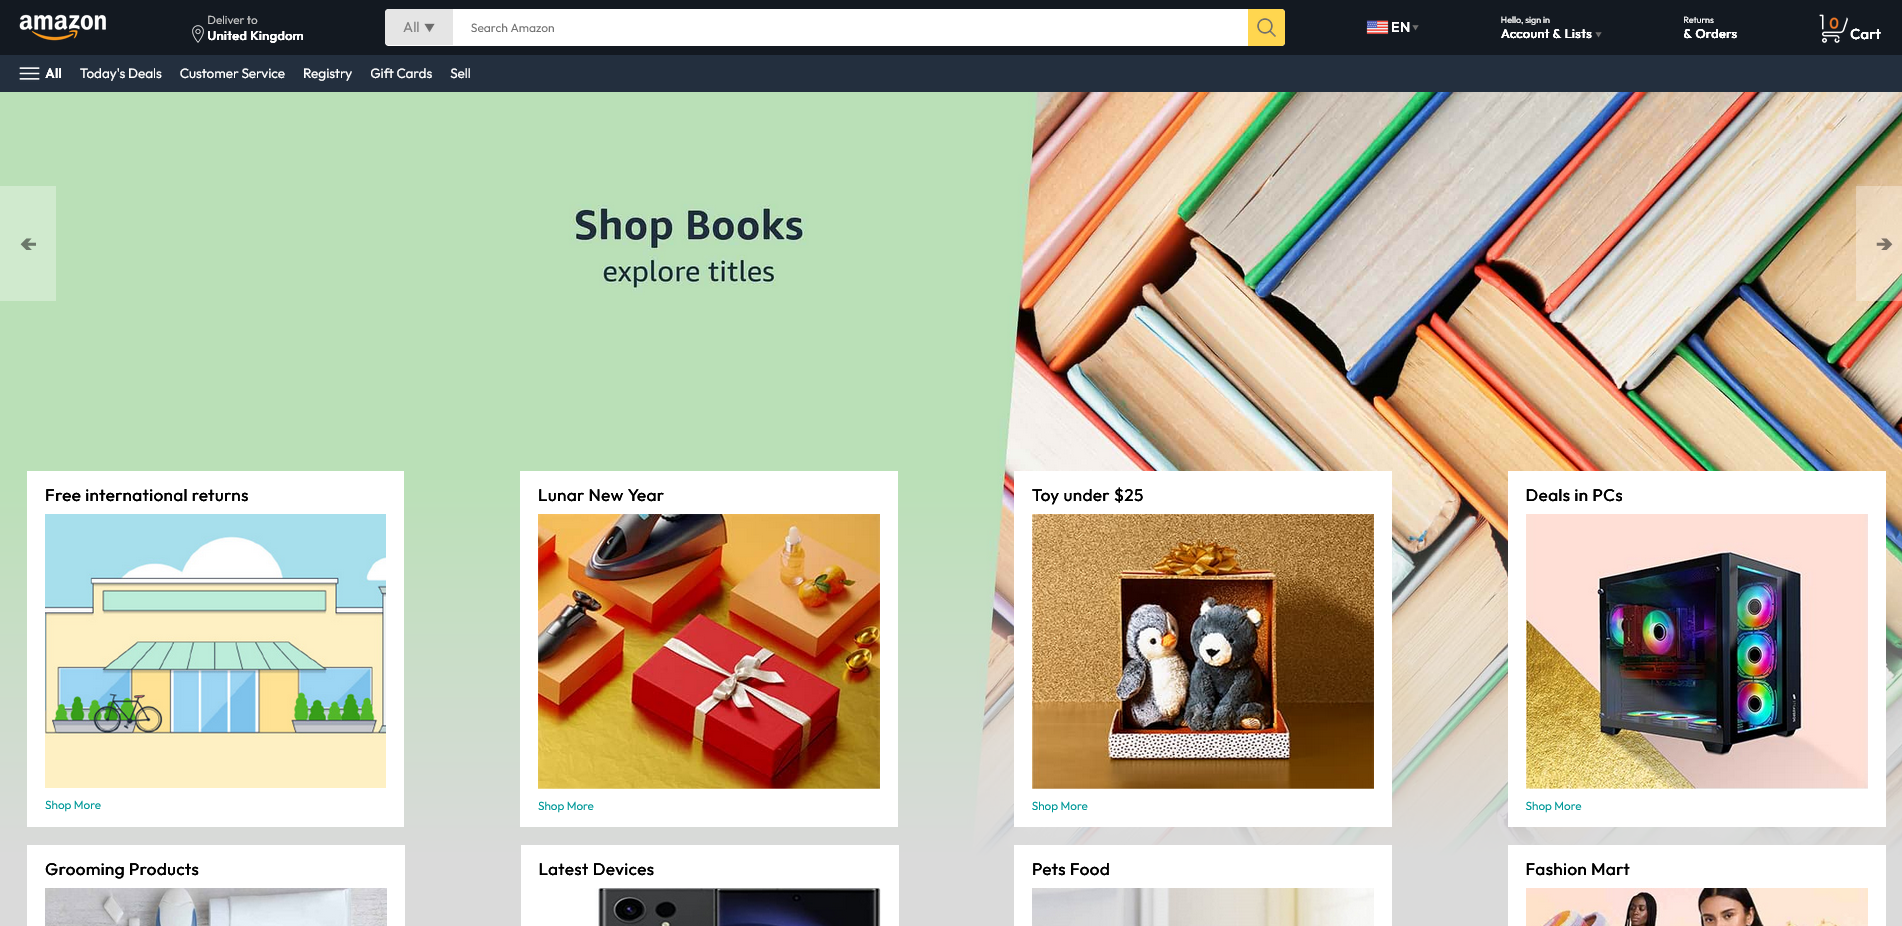 amazon
Deliver to
United Kingdom
All ▼
Search Amazon
EN ▾
Hello, sign in
Account & Lists ▾
Returns
& Orders
0
Cart
All
Today's Deals
Customer Service
Registry
Gift Cards
Sell
Shop Books
explore titles
Free international returns
Shop More
Lunar New Year
Shop More
Toy under $25
Shop More
Deals in PCs
Shop More
Grooming Products
Latest Devices
Pets Food
Fashion Mart